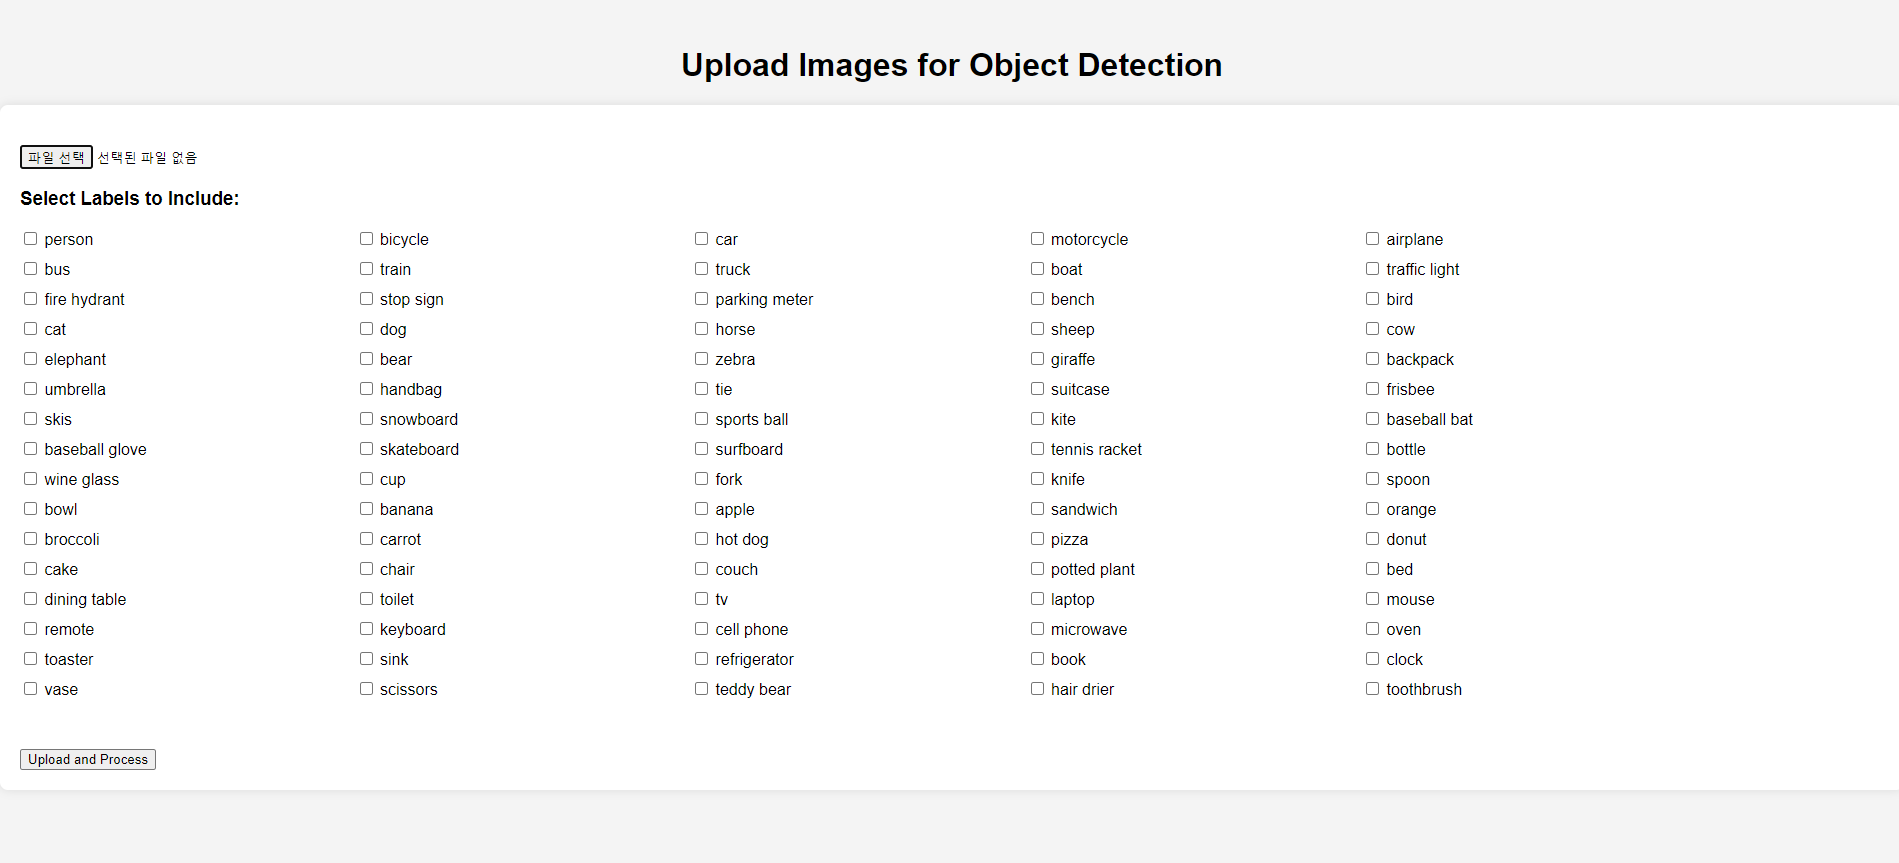 Upload Images for Object Detection
파일 선택 선택된 파일 없음
Select Labels to Include:
person bicycle car motorcycle airplane
bus train truck boat traffic light
fire hydrant stop sign parking meter bench bird
cat dog horse sheep cow
elephant bear zebra giraffe backpack
umbrella handbag tie suitcase frisbee
skis snowboard sports ball kite baseball bat
baseball glove skateboard surfboard tennis racket bottle
wine glass cup fork knife spoon
bowl banana apple sandwich orange
broccoli carrot hot dog pizza donut
cake chair couch potted plant bed
dining table toilet tv laptop mouse
remote keyboard cell phone microwave oven
toaster sink refrigerator book clock
vase scissors teddy bear hair drier toothbrush
Upload and Process